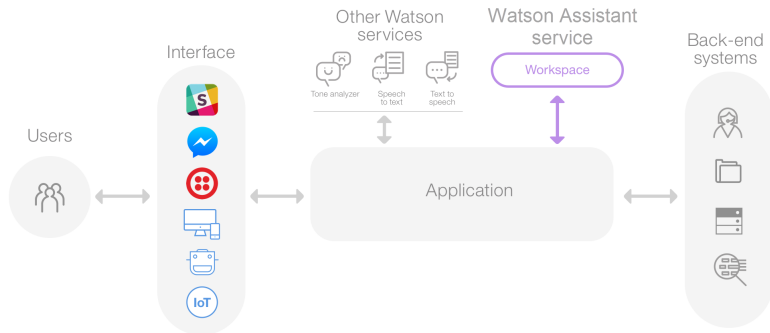 Users
Interface
S
IoT
Other Watson
services
Tone analyzer
Speech
to text
Text to
speech
Watson Assistant
service
Workspace
Application
Back-end
systems